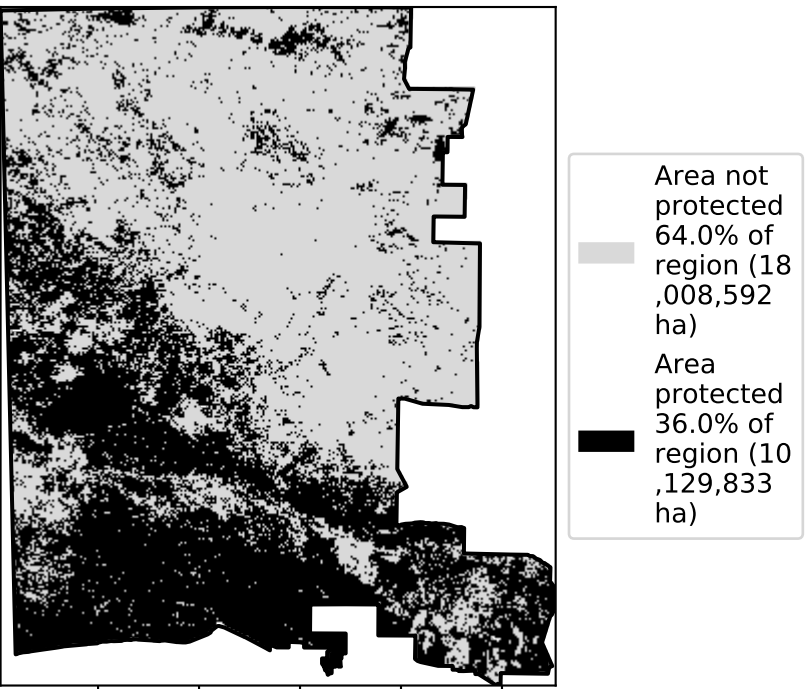 Area not
protected
64.0% of
region (18
,008,592
ha)
Area
protected
36.0% of
region (10
,129,833
ha)